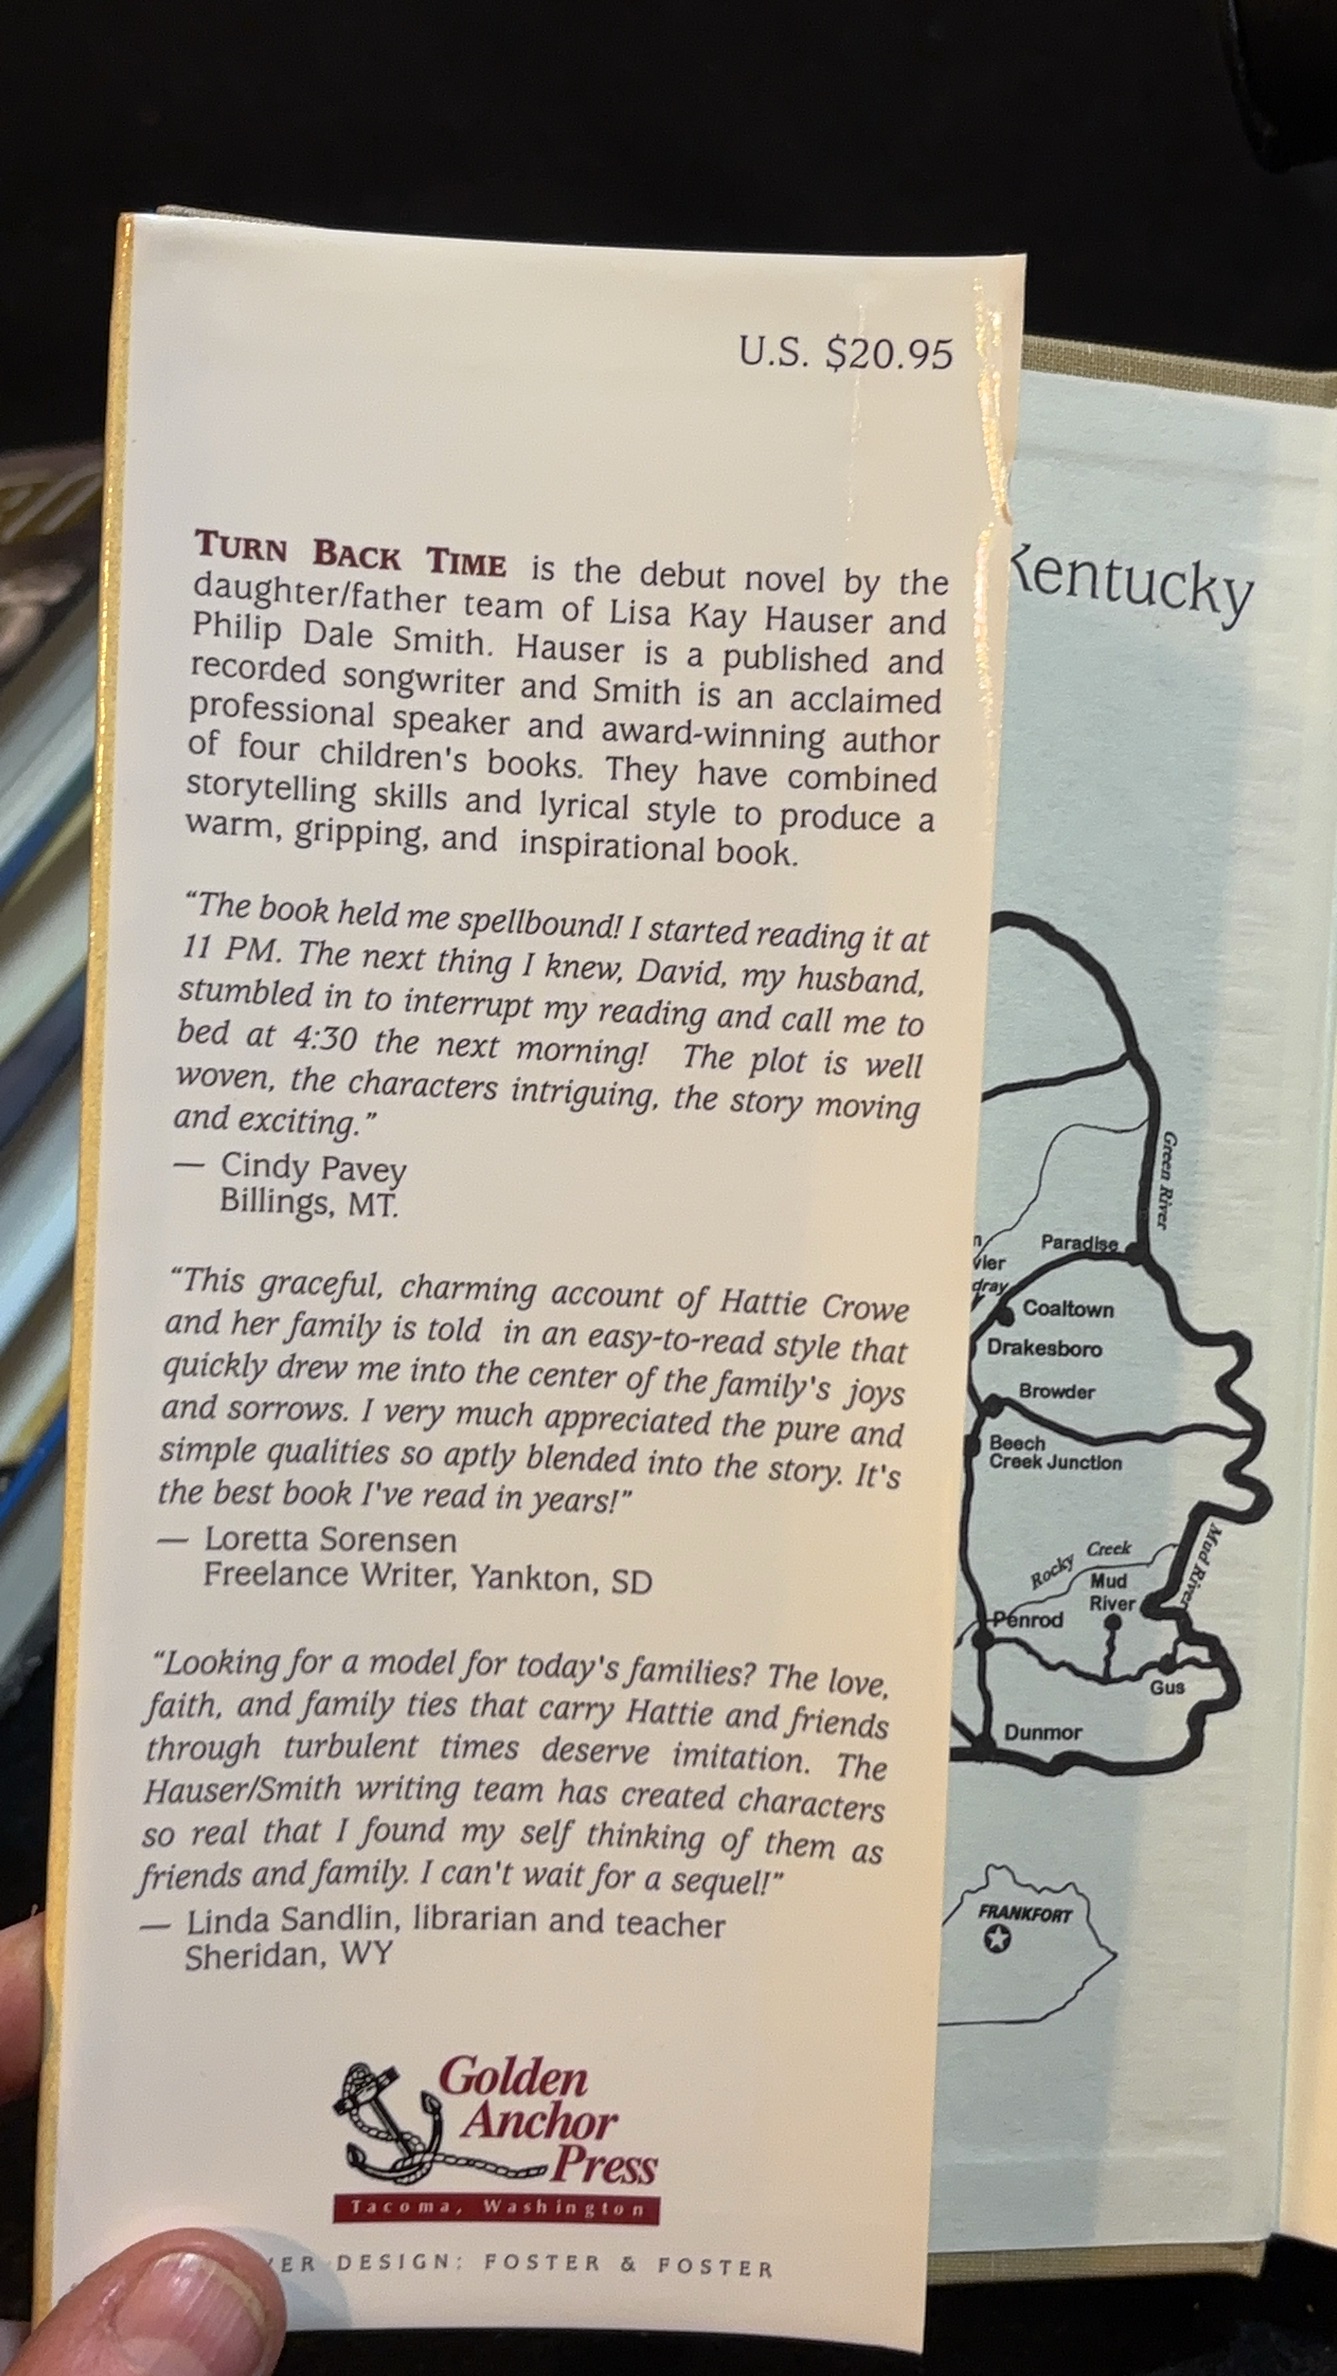 U.S. $20.95
TURN BACK TIME is the debut novel by the
daughter/father team of Lisa Kay Hauser and
Philip Dale Smith. Hauser is a published and
recorded songwriter and Smith is an acclaimed
professional speaker and award-winning author
of four children's books. They have combined
storytelling skills and lyrical style to produce a
warm, gripping, and inspirational book.
“The book held me spellbound! I started reading it at
11 PM. The next thing I knew, David, my husband,
stumbled in to interrupt my reading and call me to
bed at 4:30 the next morning! The plot is well
woven, the characters intriguing, the story moving
and exciting.”
— Cindy Pavey
Billings, MT.
“This graceful, charming account of Hattie Crowe
and her family is told in an easy-to-read style that
quickly drew me into the center of the family's joys
and sorrows. I very much appreciated the pure and
simple qualities so aptly blended into the story. It's
the best book I've read in years!”
— Loretta Sorensen
Freelance Writer, Yankton, SD
“Looking for a model for today's families? The love,
faith, and family ties that carry Hattie and friends
through turbulent times deserve imitation. The
Hauser/Smith writing team has created characters
so real that I found my self thinking of them as
friends and family. I can't wait for a sequel!”
— Linda Sandlin, librarian and teacher
Sheridan, WY
Golden
Anchor
Press
Tacoma, Washington
DESIGN: FOSTER & FOSTER
Kentucky
Green River
Paradise
Coaltown
Drakesboro
Browder
Beech
Creek Junction
Rocky Creek
Mud River
Mud
River
Penrod
Gus
Dunmor
FRANKFORT